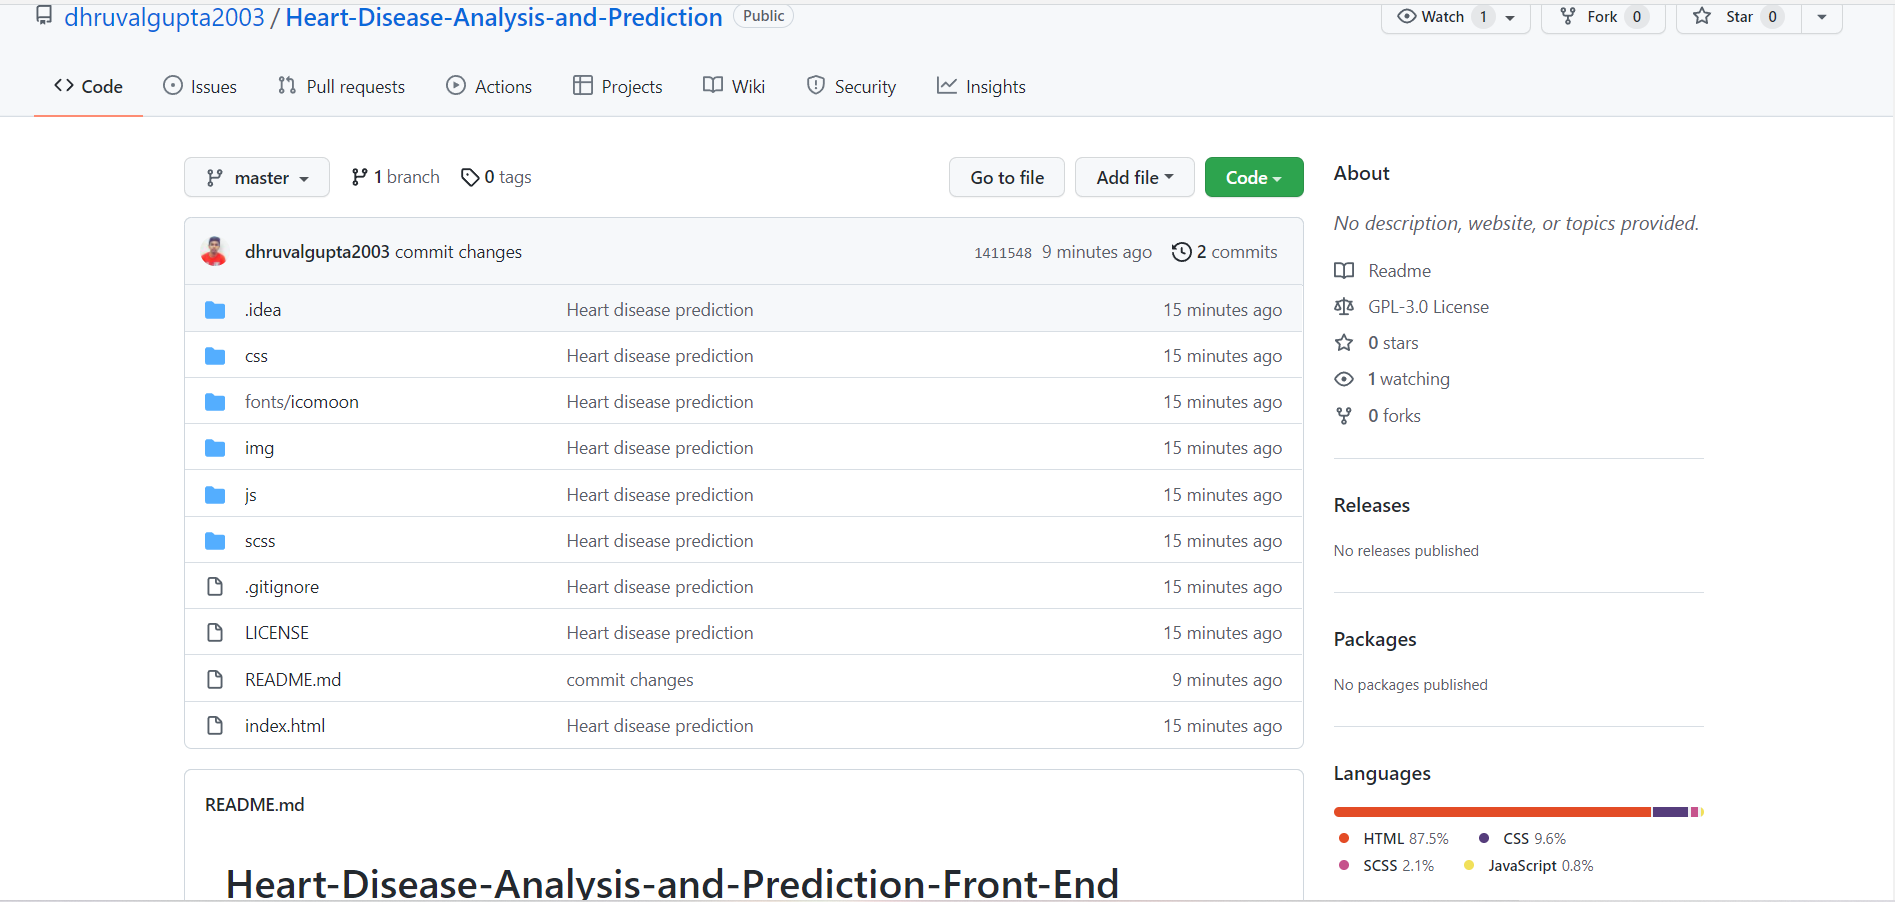 dhruvalgupta2003 / Heart-Disease-Analysis-and-Prediction Public
Watch 1 Fork 0 Star 0
Code Issues Pull requests Actions Projects Wiki Security Insights
master 1 branch 0 tags Go to file Add file Code
dhruvalgupta2003 commit changes 1411548 9 minutes ago 2 commits
.idea Heart disease prediction 15 minutes ago
css Heart disease prediction 15 minutes ago
fonts/icomoon Heart disease prediction 15 minutes ago
img Heart disease prediction 15 minutes ago
js Heart disease prediction 15 minutes ago
scss Heart disease prediction 15 minutes ago
.gitignore Heart disease prediction 15 minutes ago
LICENSE Heart disease prediction 15 minutes ago
README.md commit changes 9 minutes ago
index.html Heart disease prediction 15 minutes ago
README.md
Heart-Disease-Analysis-and-Prediction-Front-End
About
No description, website, or topics provided.
Readme
GPL-3.0 License
0 stars
1 watching
0 forks
Releases
No releases published
Packages
No packages published
Languages
HTML 87.5% CSS 9.6%
SCSS 2.1% JavaScript 0.8%